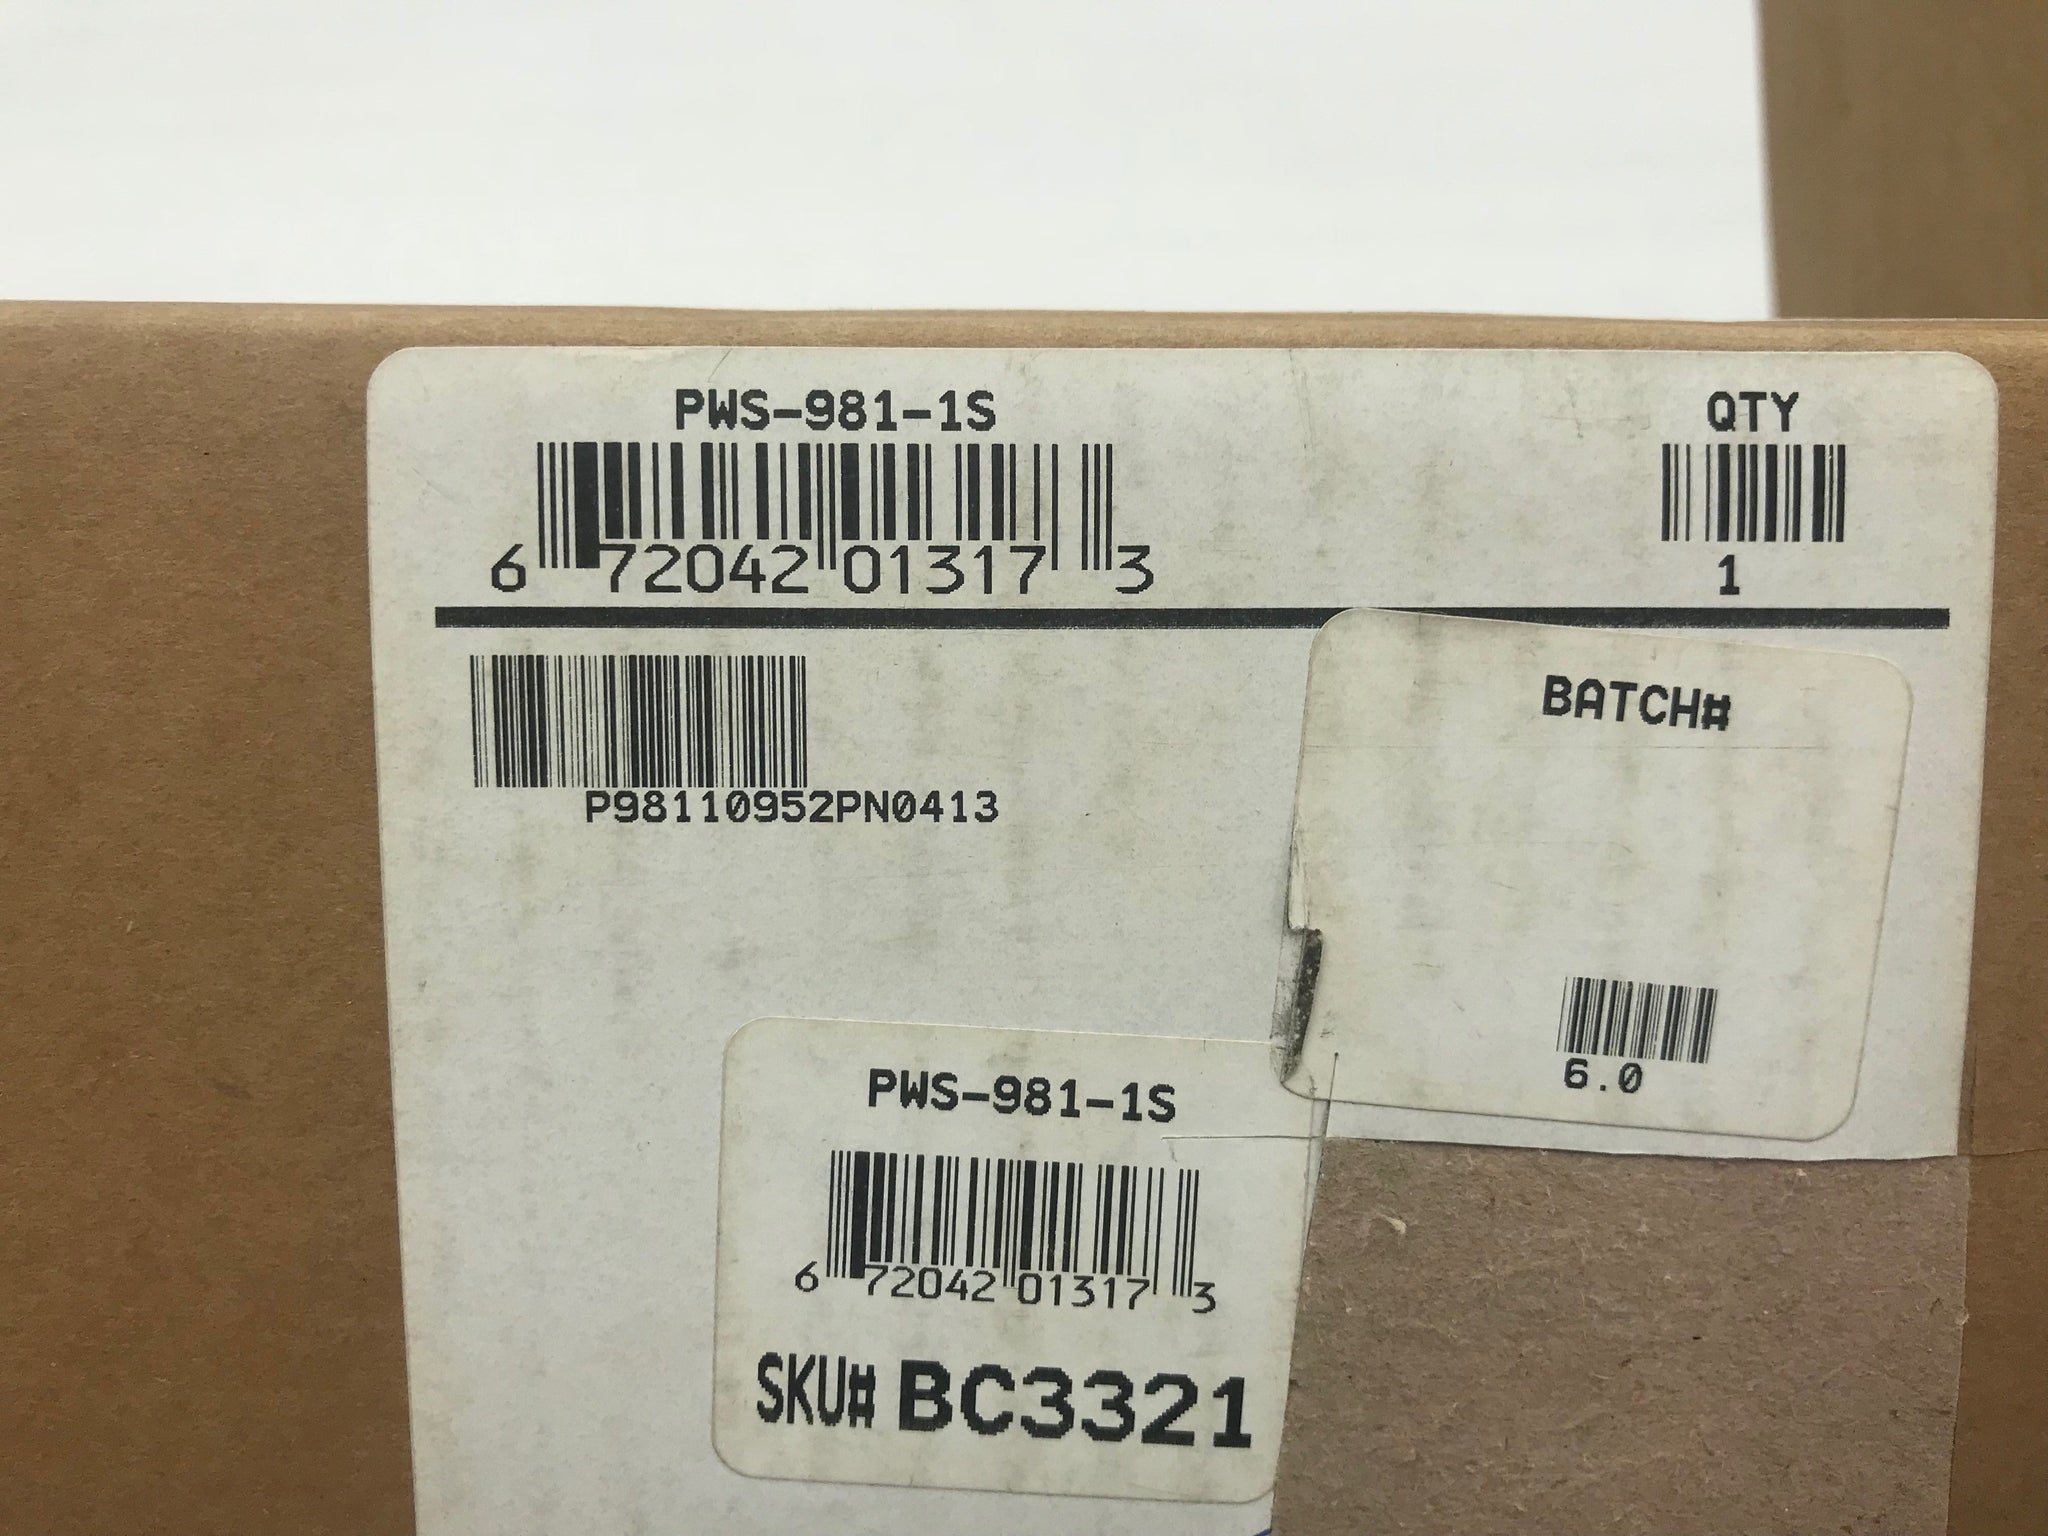 PWS-981-1S
QTY
6 72042 01317 3
1
P98110952PN0413
BATCH#
6.0
PWS-981-1S
6 72042 01317 3
SKU# BC3321